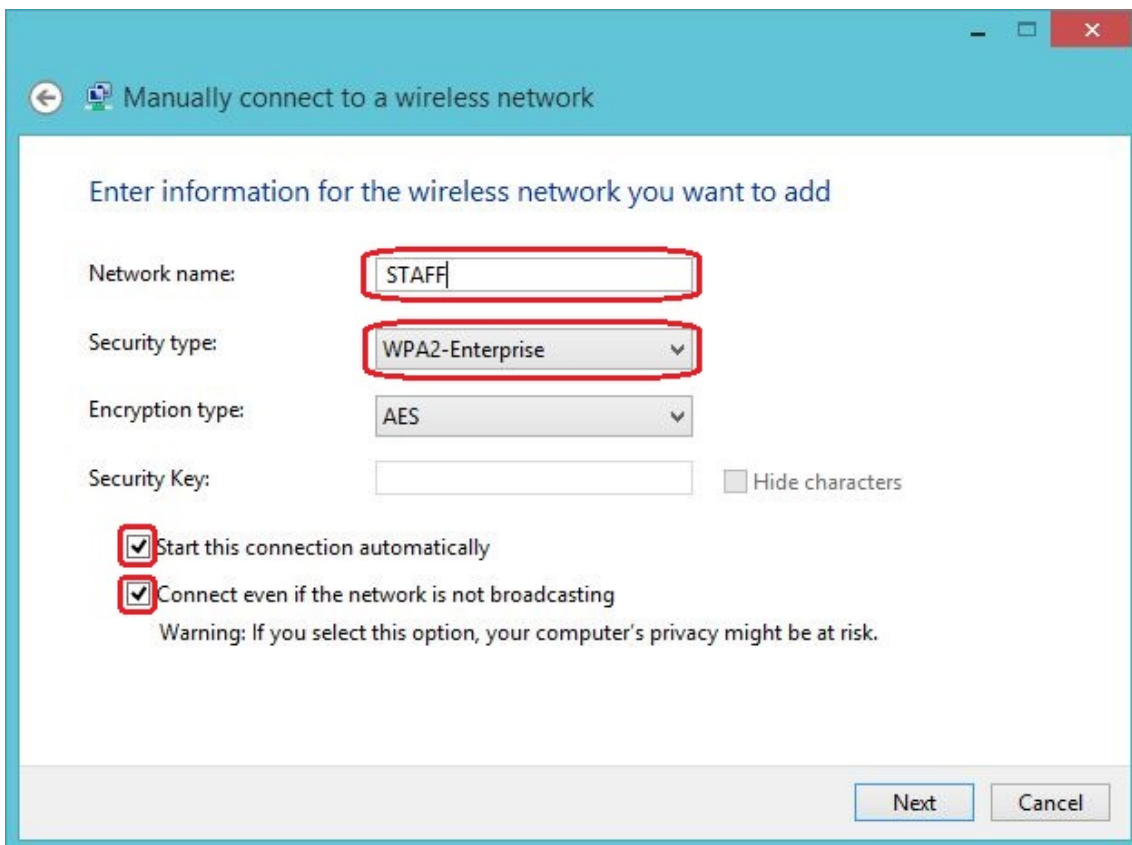 Manually connect to a wireless network
Enter information for the wireless network you want to add
Network name:
STAFF
Security type:
WPA2-Enterprise
Encryption type:
AES
Security Key:
Hide characters
Start this connection automatically
Connect even if the network is not broadcasting
Warning: If you select this option, your computer's privacy might be at risk.
Next
Cancel